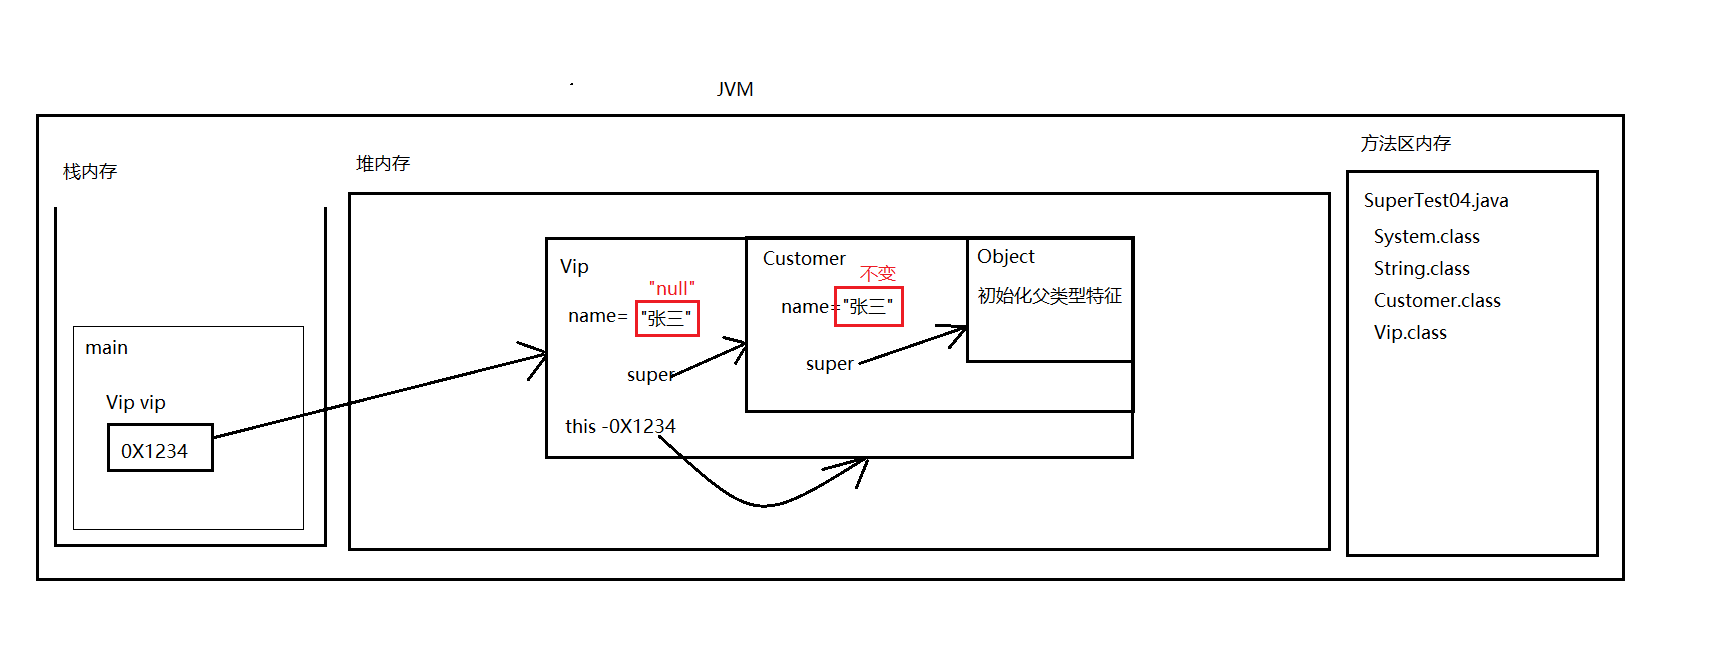 JVM
栈内存
main
Vip vip
0X1234
堆内存
Vip
"null"
name= "张三"
super
this -0X1234
Customer
不变
name="张三"
super
Object
初始化父类型特征
方法区内存
SuperTest04.java
System.class
String.class
Customer.class
Vip.class